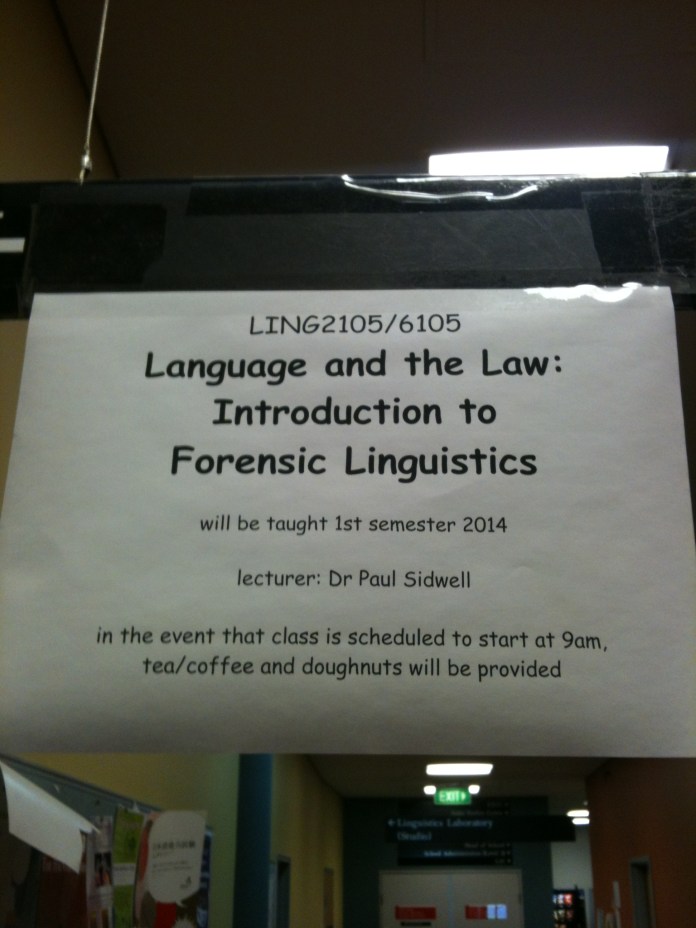 LING2105/6105
Language and the Law:
Introduction to
Forensic Linguistics
will be taught 1st semester 2014
lecturer: Dr Paul Sidwell
in the event that class is scheduled to start at 9am,
tea/coffee and doughnuts will be provided
EXIT
Linguistics Laboratory
(Studio)